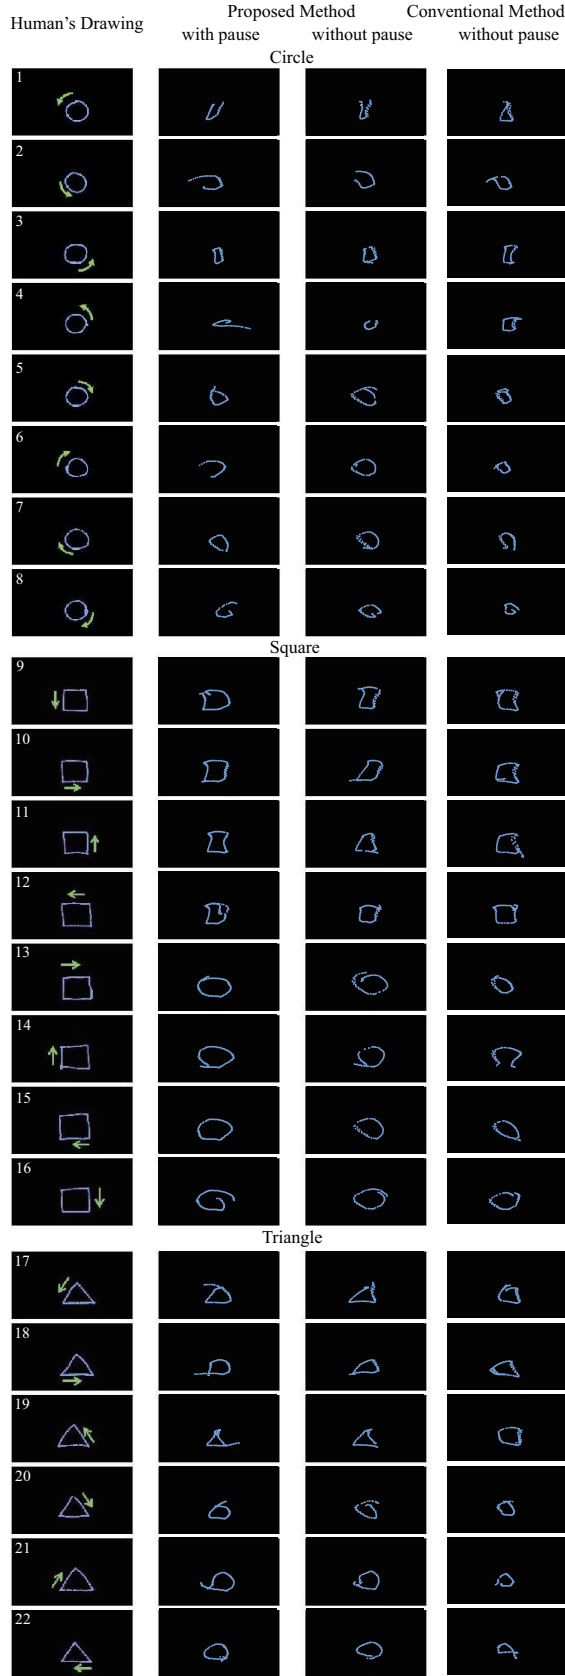 Human's Drawing
Proposed Method
Conventional Method
with pause
without pause
without pause
Circle
1
2
3
4
5
6
7
8
Square
9
10
11
12
13
14
15
16
Triangle
17
18
19
20
21
22